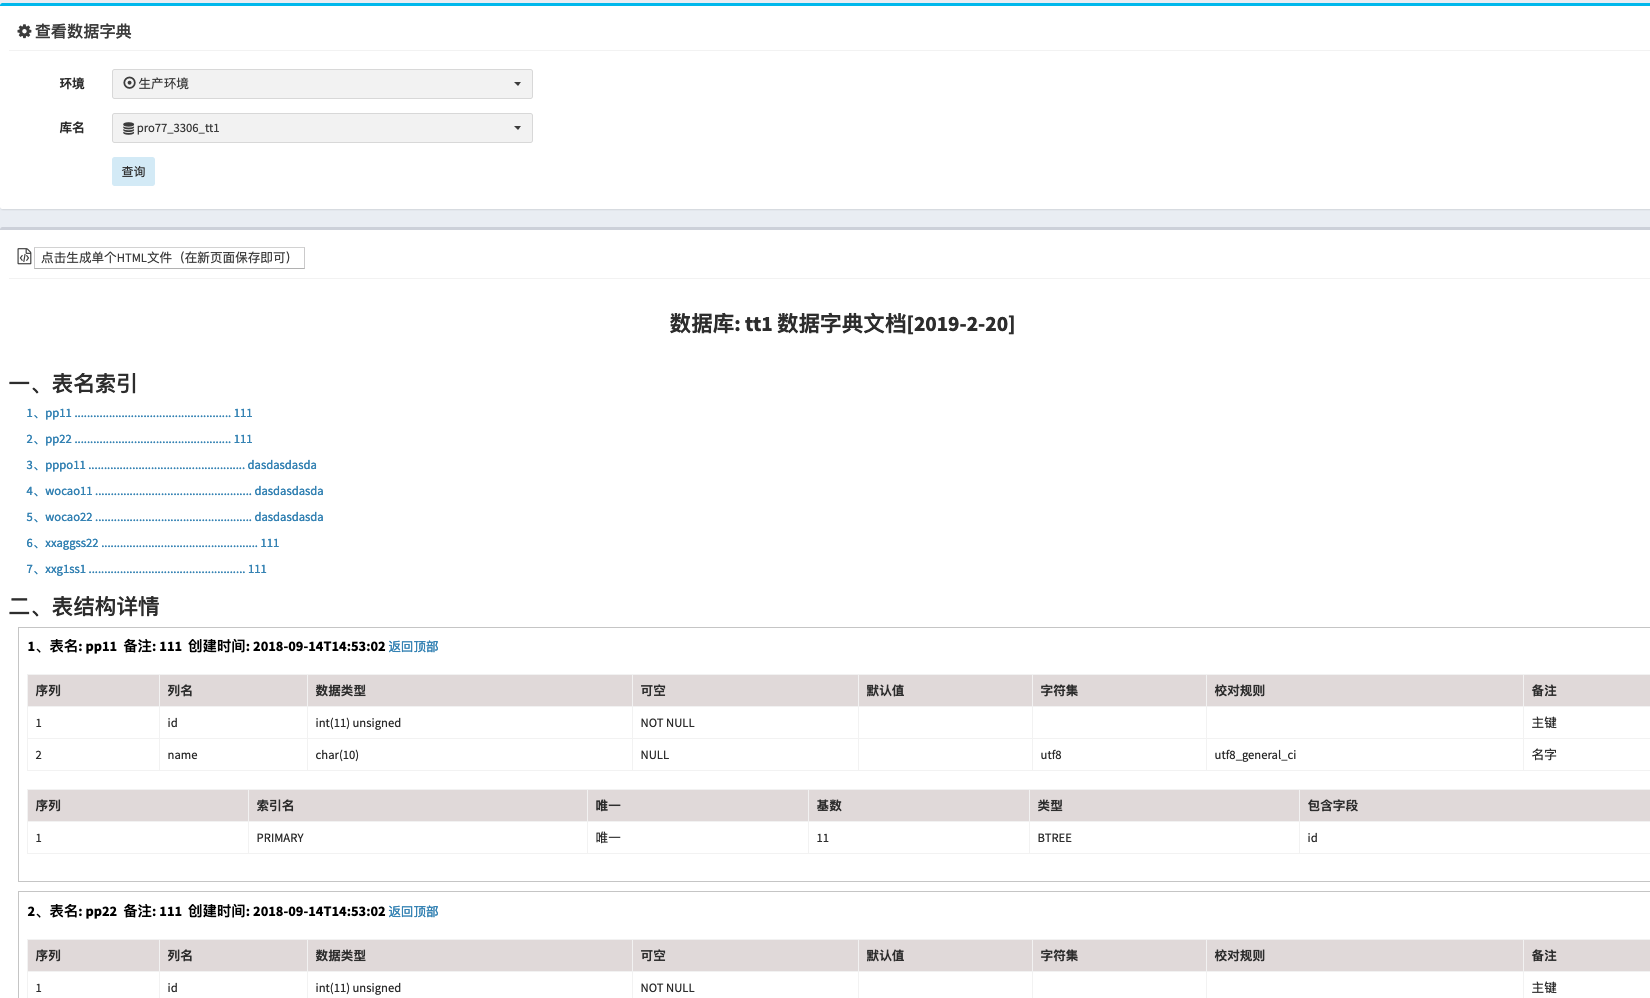 查看数据字典
环境 生产环境
库名 pro77_3306_tt1
查询
点击生成单个HTML文件（在新页面保存即可）
数据库: tt1 数据字典文档[2019-2-20]
一、表名索引
1、pp11 .................................................. 111
2、pp22 .................................................. 111
3、pppo11 .................................................. dasdasdasda
4、wocao11 .................................................. dasdasdasda
5、wocao22 .................................................. dasdasdasda
6、xxaggss22 .................................................. 111
7、xxg1ss1 .................................................. 111
二、表结构详情
1、表名: pp11 备注: 111 创建时间: 2018-09-14T14:53:02 返回顶部
序列 列名 数据类型 可空 默认值 字符集 校对规则 备注
1 id int(11) unsigned NOT NULL 主键
2 name char(10) NULL utf8 utf8_general_ci 名字
序列 索引名 唯一 基数 类型 包含字段
1 PRIMARY 唯一 11 BTREE id
2、表名: pp22 备注: 111 创建时间: 2018-09-14T14:53:02 返回顶部
序列 列名 数据类型 可空 默认值 字符集 校对规则 备注
1 id int(11) unsigned NOT NULL 主键